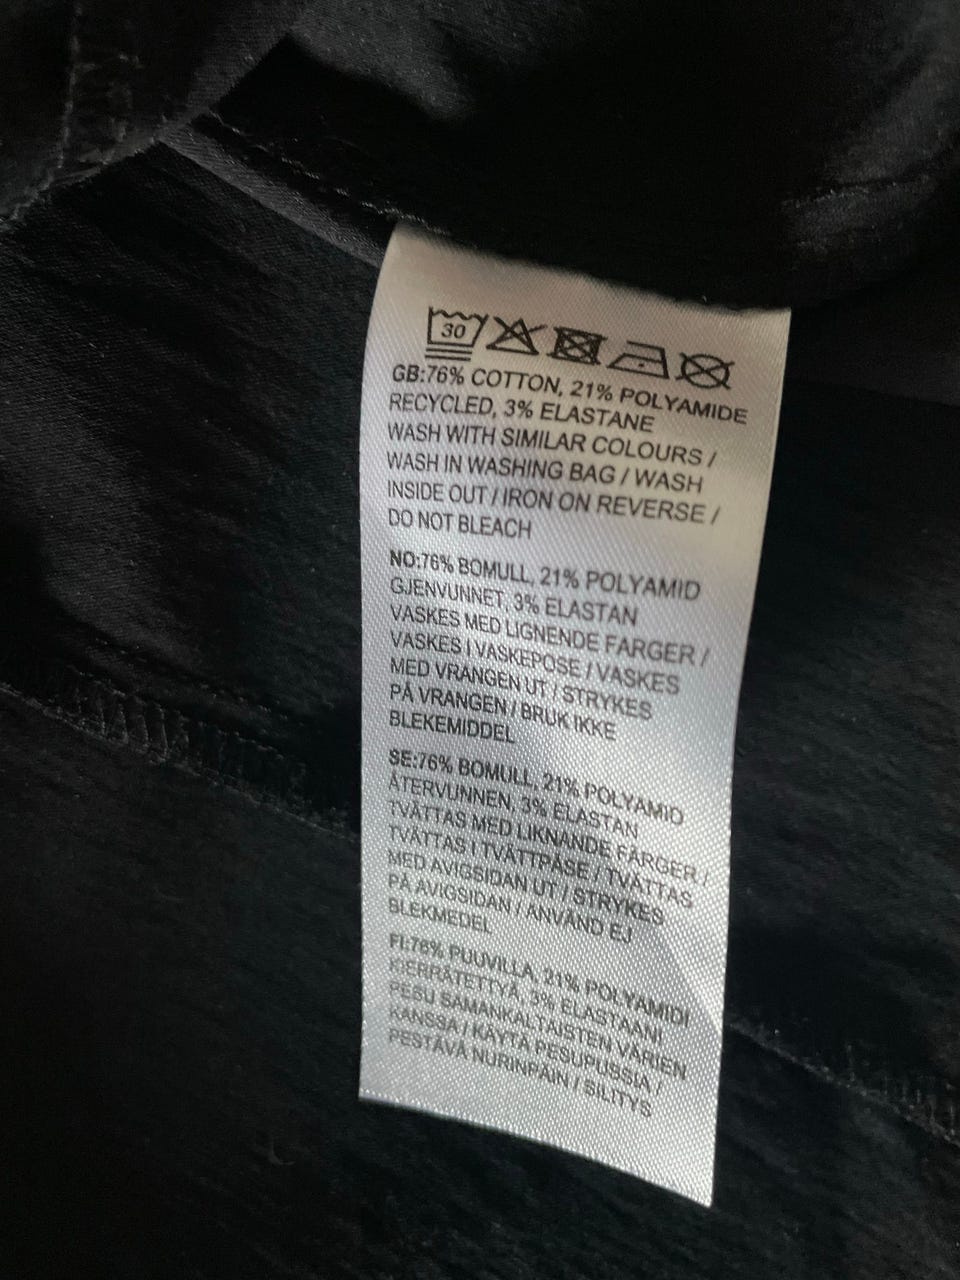 30
GB:76% COTTON, 21% POLYAMIDE
RECYCLED, 3% ELASTANE
WASH WITH SIMILAR COLOURS /
WASH IN WASHING BAG / WASH
INSIDE OUT / IRON ON REVERSE /
DO NOT BLEACH
NO:76% BOMULL, 21% POLYAMID
GJENVUNNET, 3% ELASTAN
VASKES MED LIGNENDE FARGER /
VASKES I VASKEPOSE / VASKES
MED VRANGEN UT / STRYKES
PÅ VRANGEN / BRUK IKKE
BLEKEMIDDEL
SE:76% BOMULL, 21% POLYAMID
ÅTERVUNNEN, 3% ELASTAN
TVÄTTAS MED LIKNANDE FÄRGER /
TVÄTTAS I TVÄTTPÅSE / TVÄTTAS
MED AVIGSIDAN UT / STRYKES
PÅ AVIGSIDAN / ANVÄND EJ
BLEKMEDEL
FI:76% PUUVILLA, 21% POLYAMIDI
KIERRÄTETTYÄ, 3% ELASTAANI
PESU SAMANKALTAISTEN VÄRIEN
KANSSA / KÄYTÄ PESUPUSSIA /
PESTÄVÄ NURINPÄIN / SILITYS